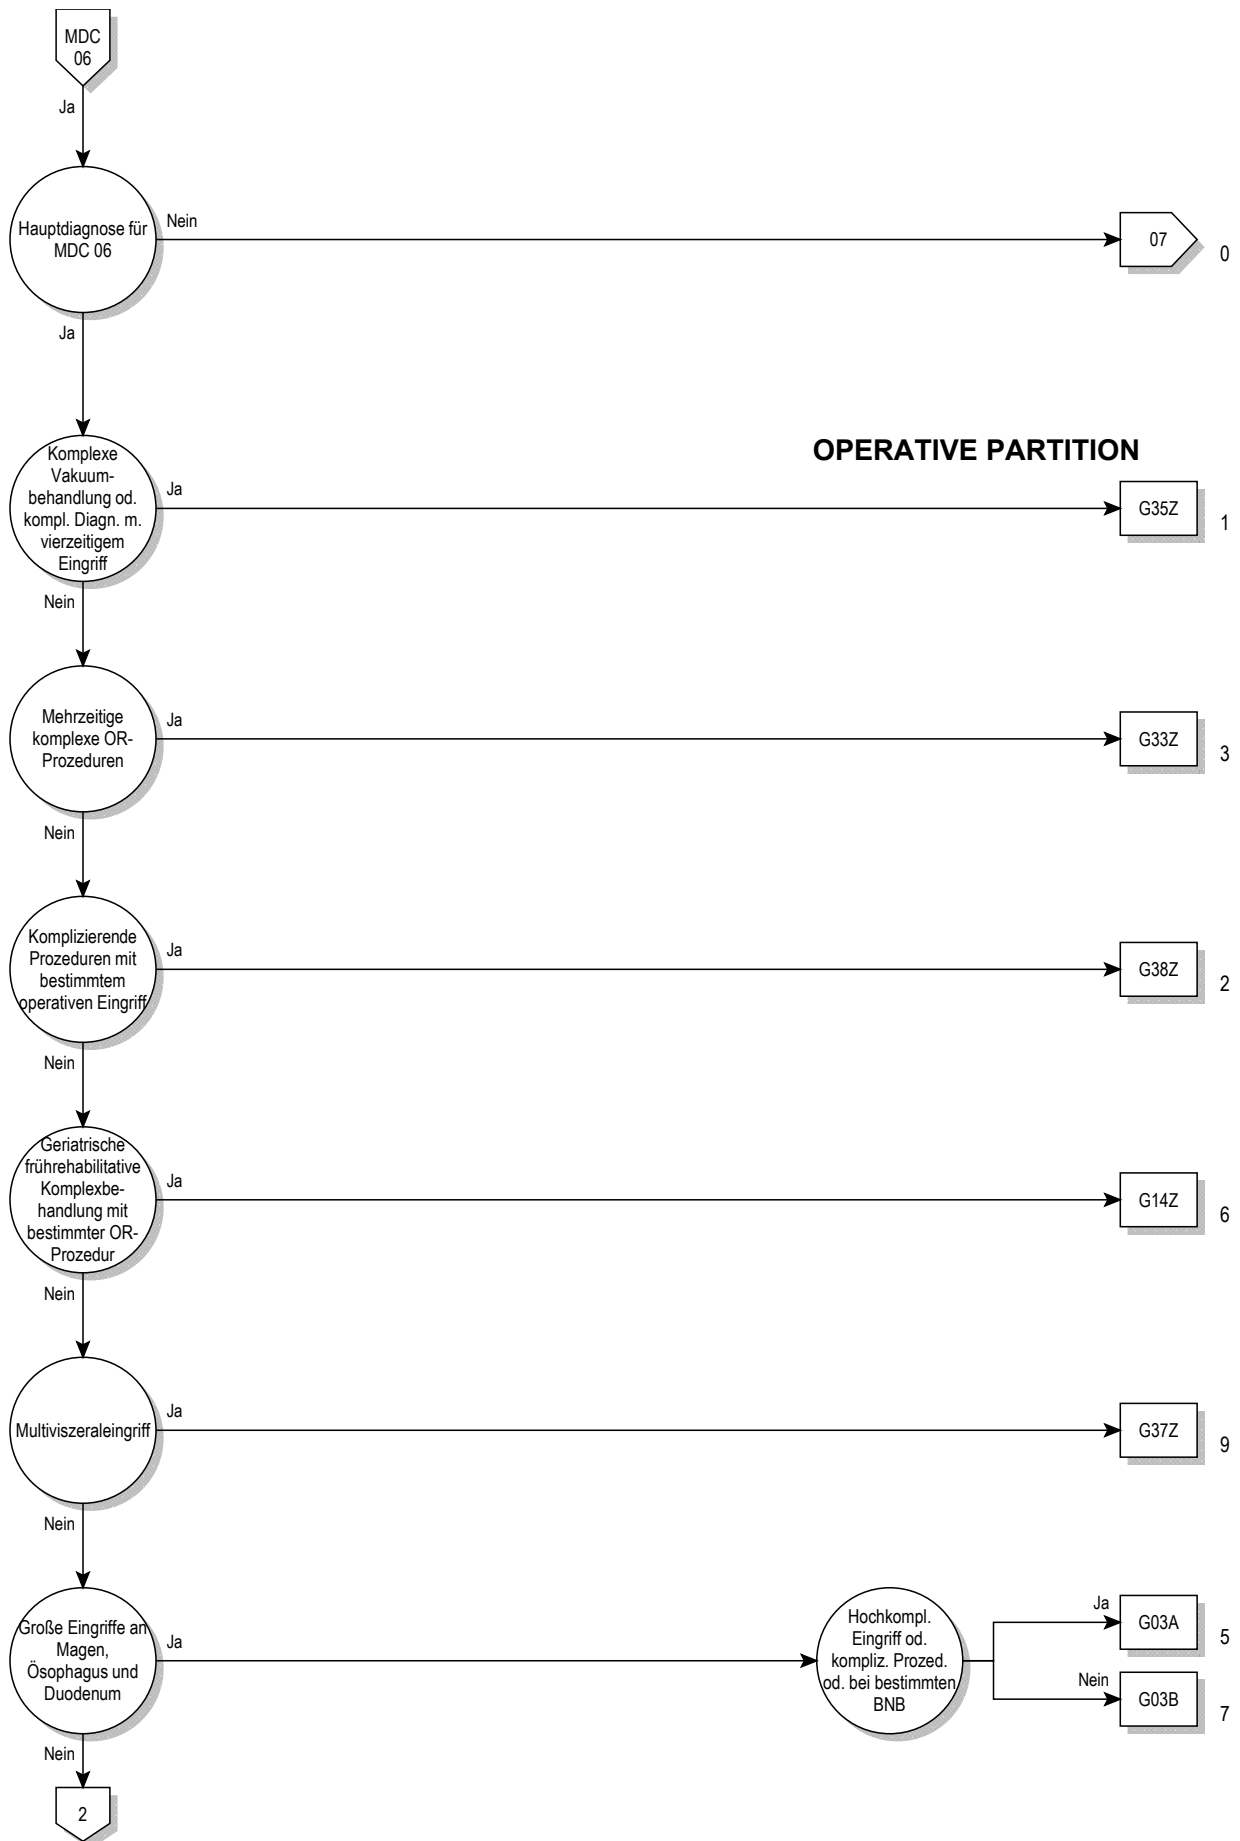 MDC
06
Ja
Hauptdiagnose für
MDC 06
Nein
07
0
Ja
OPERATIVE PARTITION
Komplexe
Vakuum-
behandlung od.
kompl. Diagn. m.
vierzeitigem
Eingriff
Ja
G35Z
1
Nein
Mehrzeitige
komplexe OR-
Prozeduren
Ja
G33Z
3
Nein
Komplizierende
Prozeduren mit
bestimmtem
operativen Eingriff
Ja
G38Z
2
Nein
Geriatrische
frührehabilitative
Komplexbe-
handlung mit
bestimmter OR-
Prozedur
Ja
G14Z
6
Nein
Multiviszeraleingriff
Ja
G37Z
9
Nein
Große Eingriffe an
Magen,
Ösophagus und
Duodenum
Ja
Hochkompl.
Eingriff od.
kompliz. Prozed.
od. bei bestimmten
BNB
Ja
G03A
5
Nein
G03B
7
Nein
2